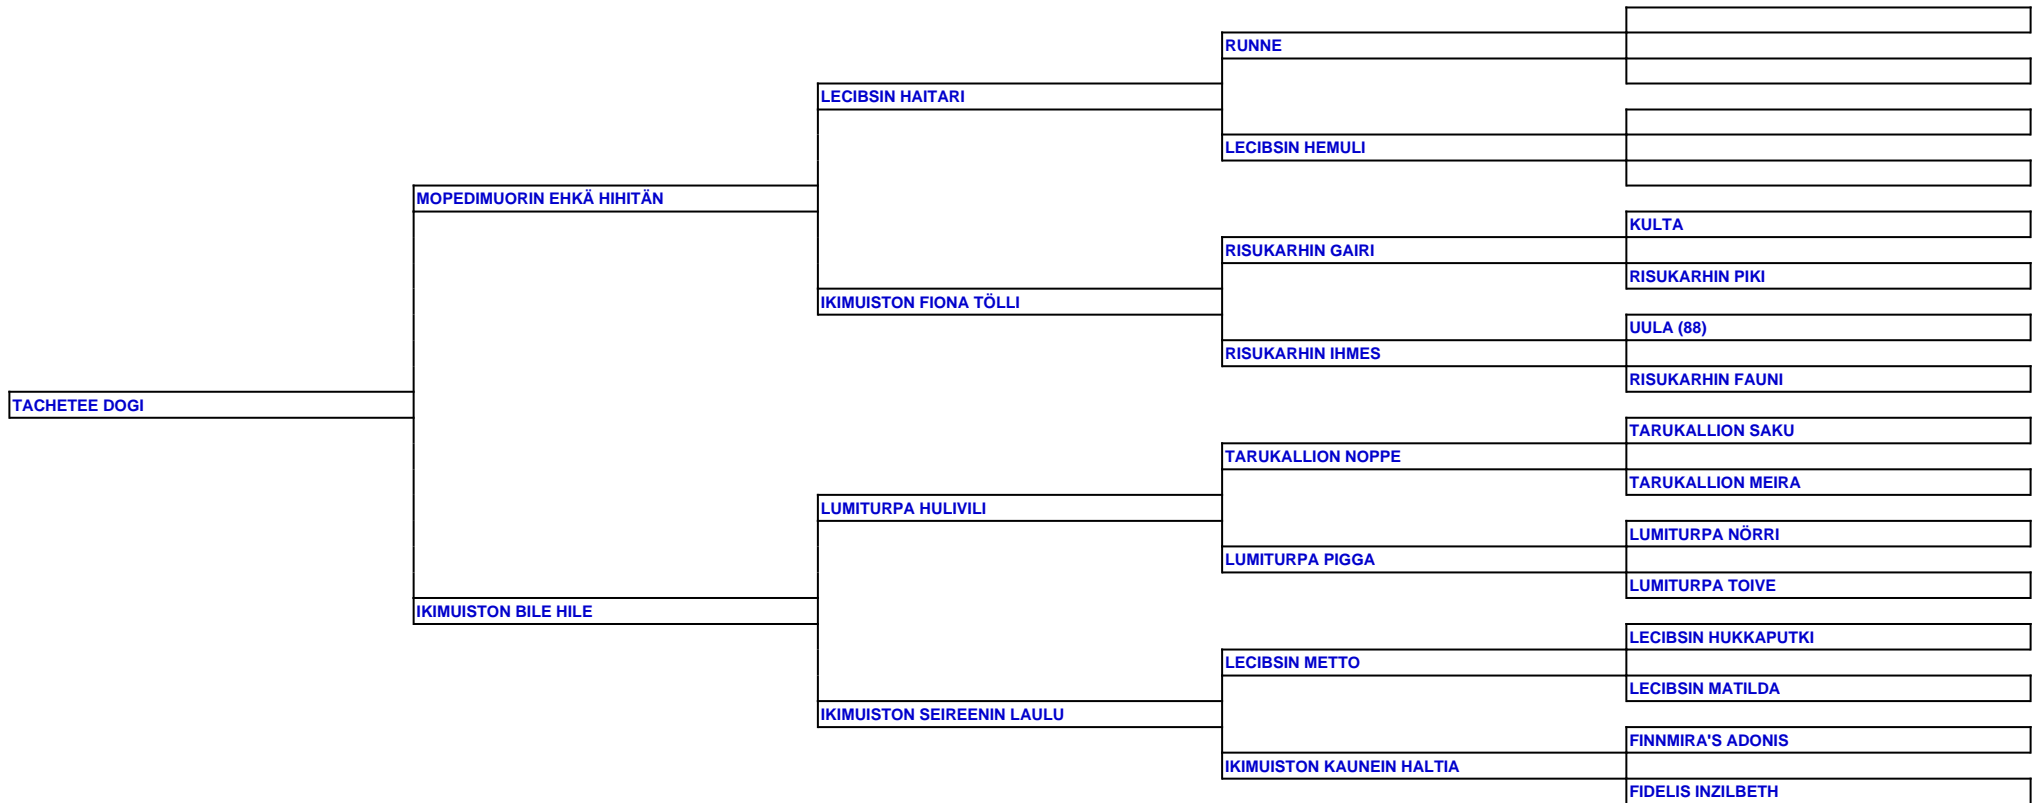 RUNNE
LECIBSIN HAITARI
LECIBSIN HEMULI
MOPEDIMUORIN EHKÄ HIHITÄN
KULTA
RISUKARHIN GAIRI
RISUKARHIN PIKI
IKIMUISTON FIONA TÖLLI
UULA (88)
RISUKARHIN IHMES
RISUKARHIN FAUNI
TACHETEE DOGI
TARUKALLION SAKU
TARUKALLION NOPPE
TARUKALLION MEIRA
LUMITURPA HULIVILI
LUMITURPA NÖRRI
LUMITURPA PIGGA
LUMITURPA TOIVE
IKIMUISTON BILE HILE
LECIBSIN HUKKAPUTKI
LECIBSIN METTO
LECIBSIN MATILDA
IKIMUISTON SEIREENIN LAULU
FINNMIRA'S ADONIS
IKIMUISTON KAUNEIN HALTIA
FIDELIS INZILBETH